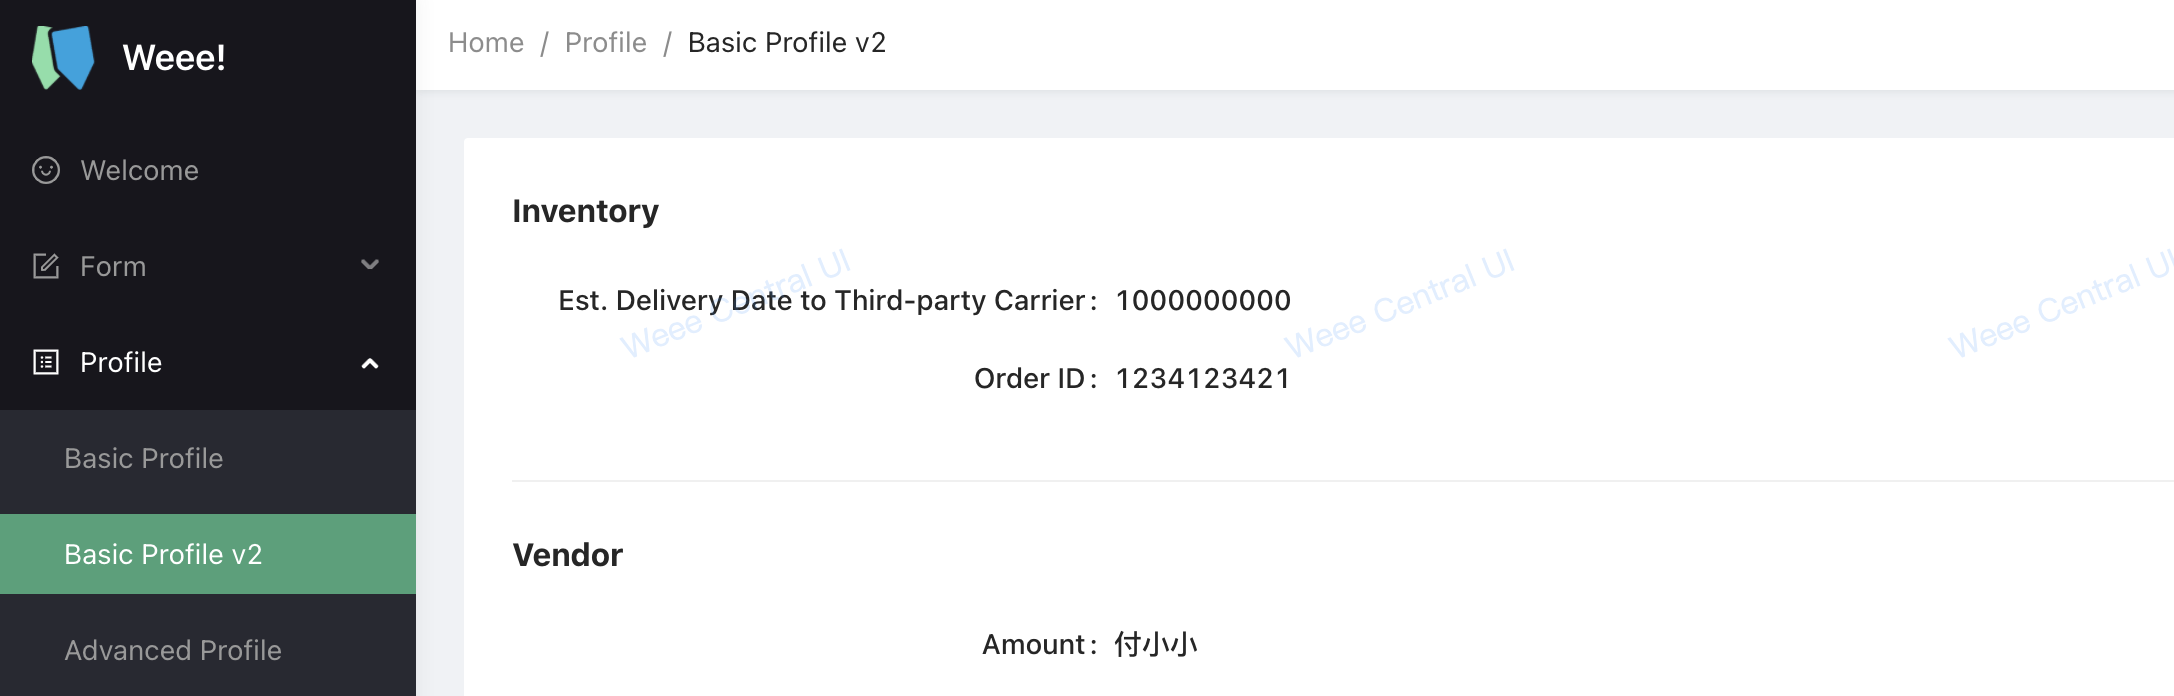 Weee!
Welcome
Form
Profile
Basic Profile
Basic Profile v2
Advanced Profile
Home / Profile / Basic Profile v2
Inventory
Est. Delivery Date to Third-party Carrier: 1000000000
Order ID: 1234123421
Weee Central UI
Weee Central UI
Weee Central UI
Vendor
Amount: 付小小